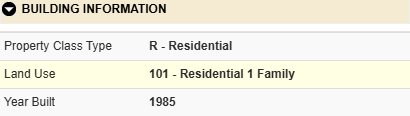 BUILDING INFORMATION
Property Class Type R - Residential
Land Use 101 - Residential 1 Family
Year Built 1985